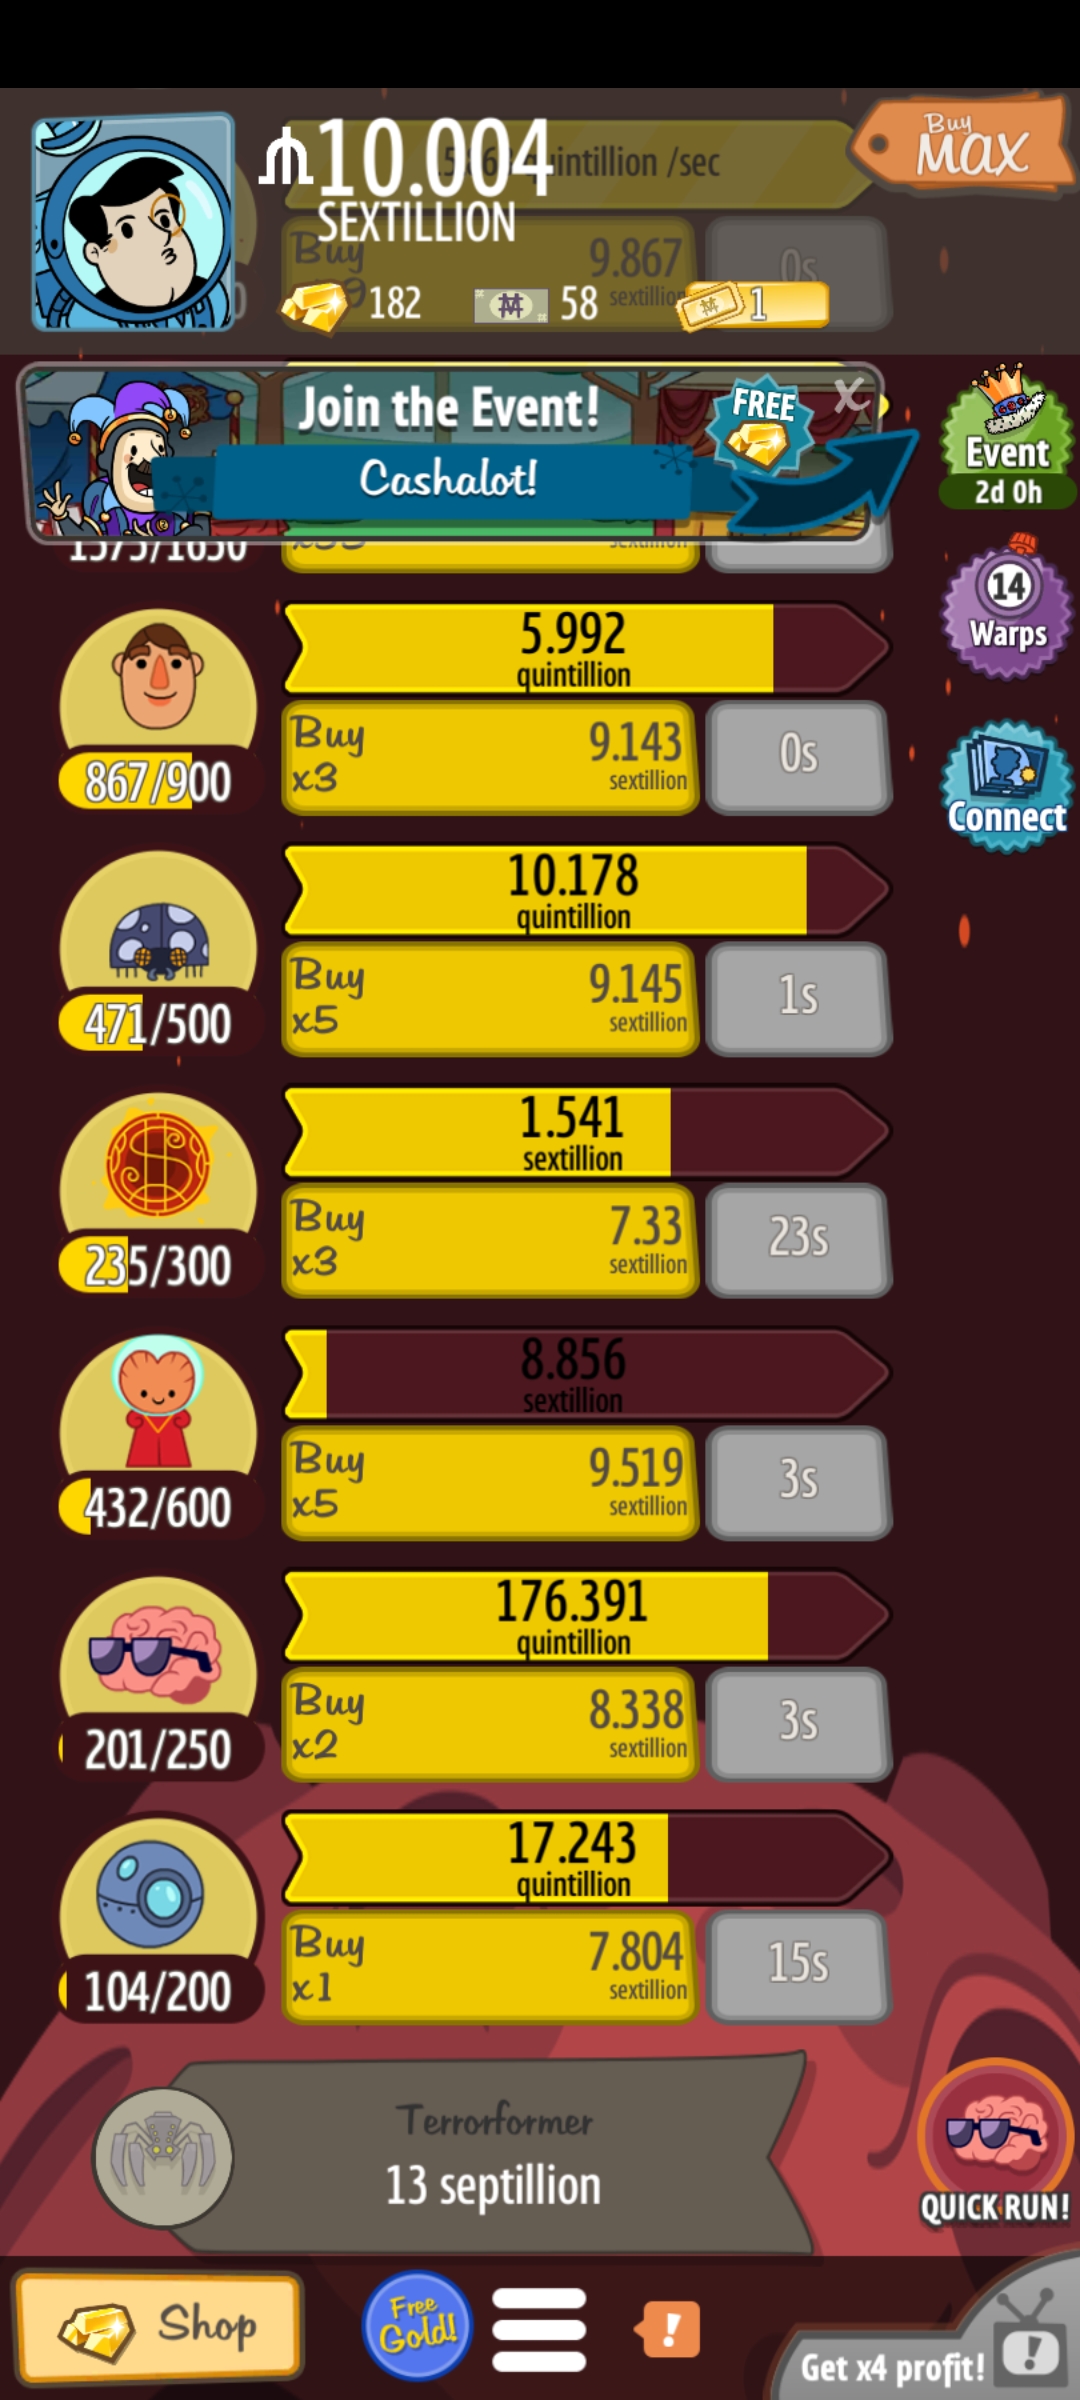 10.004
SEXTILLION
Buy
MAX
quintillion /sec
Buy
9.867
sextillion
0s
182
58
1
Join the Event!
FREE
X
Cashalot!
Event
2d 0h
1575/1650
x33
sextillion
14
Warps
5.992
quintillion
Buy
x3
9.143
sextillion
0s
867/900
Connect
10.178
quintillion
Buy
x5
9.145
sextillion
1s
471/500
1.541
sextillion
Buy
x3
7.33
sextillion
23s
235/300
8.856
sextillion
Buy
x5
9.519
sextillion
3s
432/600
176.391
quintillion
Buy
x2
8.338
sextillion
3s
201/250
17.243
quintillion
Buy
x1
7.804
sextillion
15s
104/200
Terrorformer
13 septillion
QUICK RUN!
Shop
Free
Gold!
!
Get x4 profit!
!